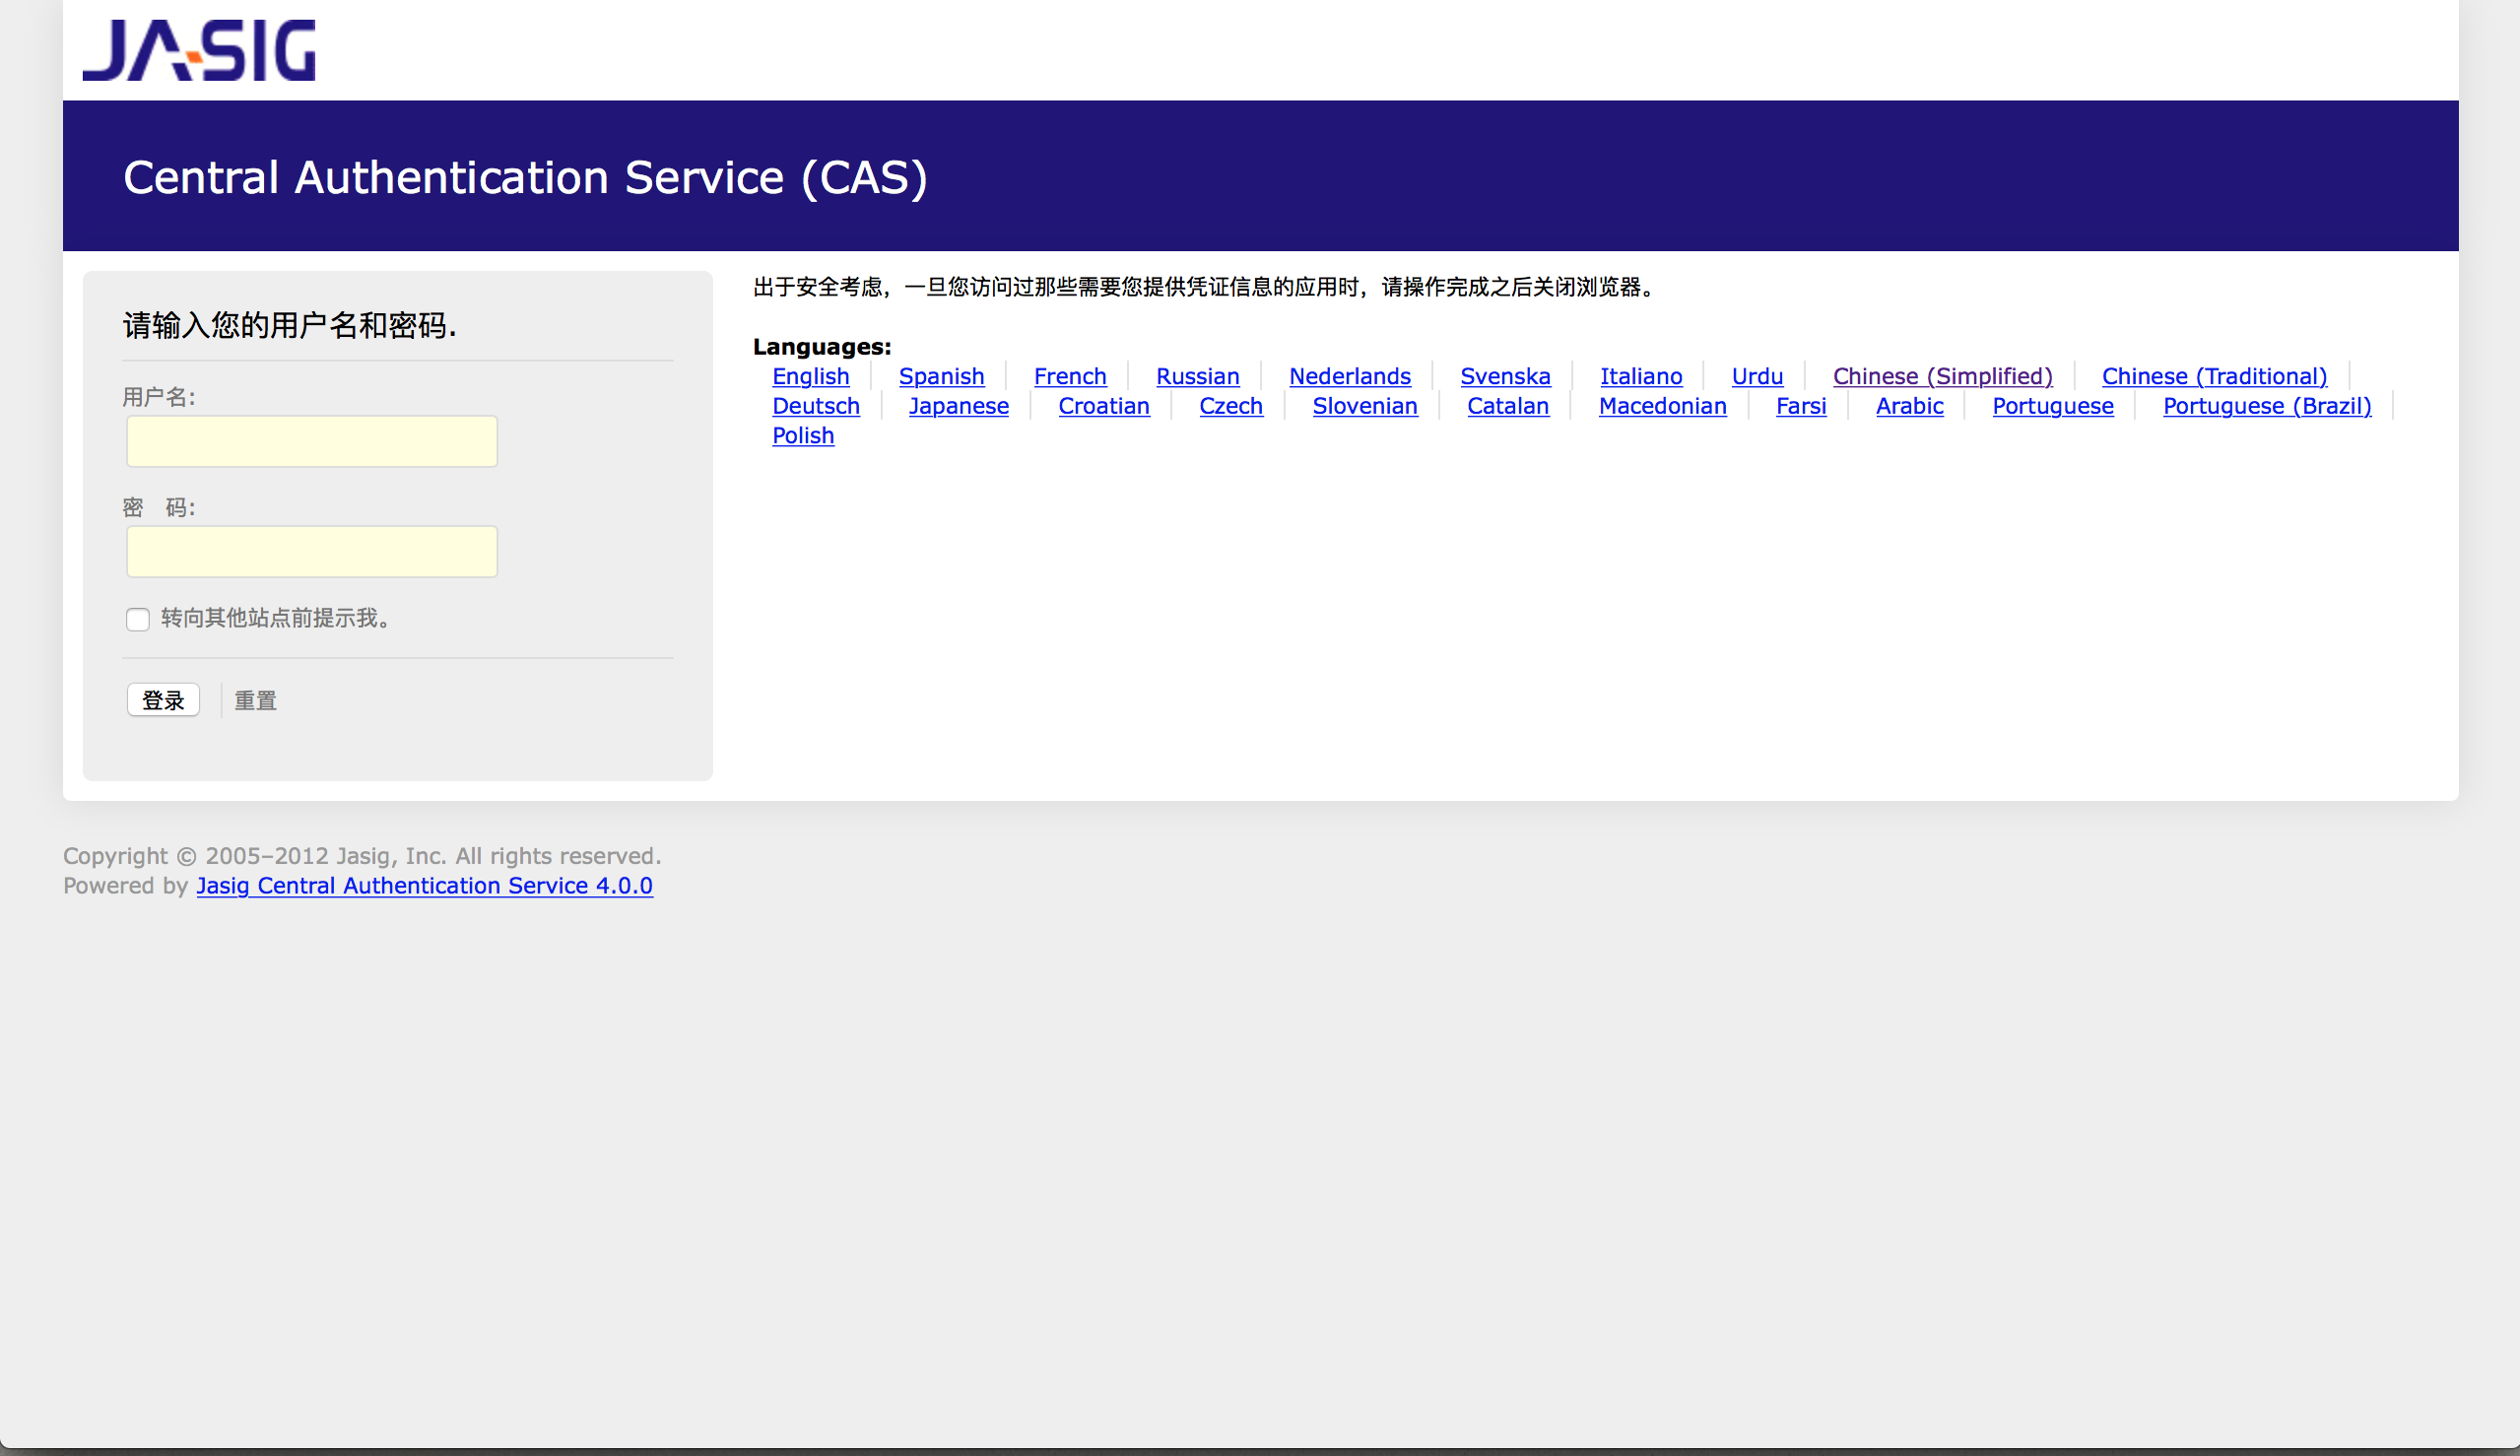 JA-SIG
Central Authentication Service (CAS)
请输入您的用户名和密码.
用户名:
密　码:
转向其他站点前提示我。
登录 重置
出于安全考虑，一旦您访问过那些需要您提供凭证信息的应用时，请操作完成之后关闭浏览器。
Languages:
English Spanish French Russian Nederlands Svenska Italiano Urdu Chinese (Simplified) Chinese (Traditional)
Deutsch Japanese Croatian Czech Slovenian Catalan Macedonian Farsi Arabic Portuguese Portuguese (Brazil)
Polish
Copyright © 2005–2012 Jasig, Inc. All rights reserved.
Powered by Jasig Central Authentication Service 4.0.0